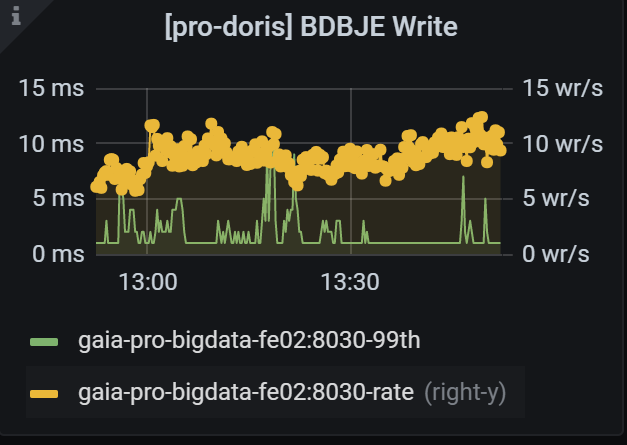 i
[pro-doris] BDBJE Write
15 ms 15 wr/s
10 ms 10 wr/s
5 ms 5 wr/s
0 ms 0 wr/s
13:00 13:30
gaia-pro-bigdata-fe02:8030-99th
gaia-pro-bigdata-fe02:8030-rate (right-y)